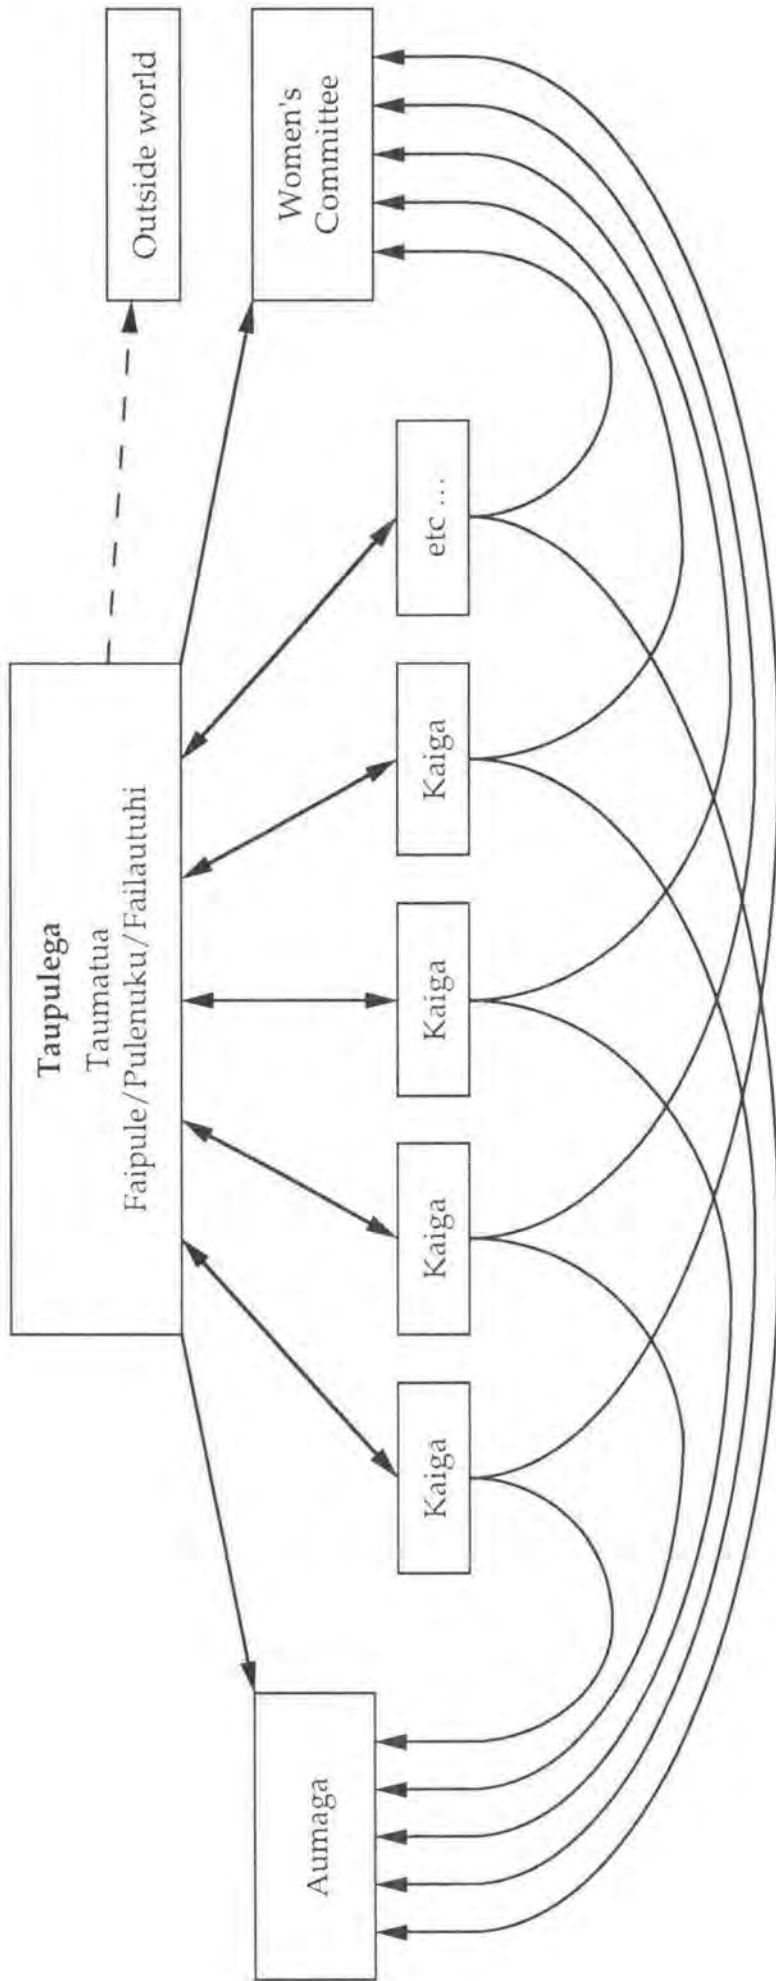 Taupulega
Taumatua
Faipule/Pulenuku/Failautuhi
Outside world
Aumaga
Women's
Committee
Kaiga
Kaiga
Kaiga
Kaiga
etc ...